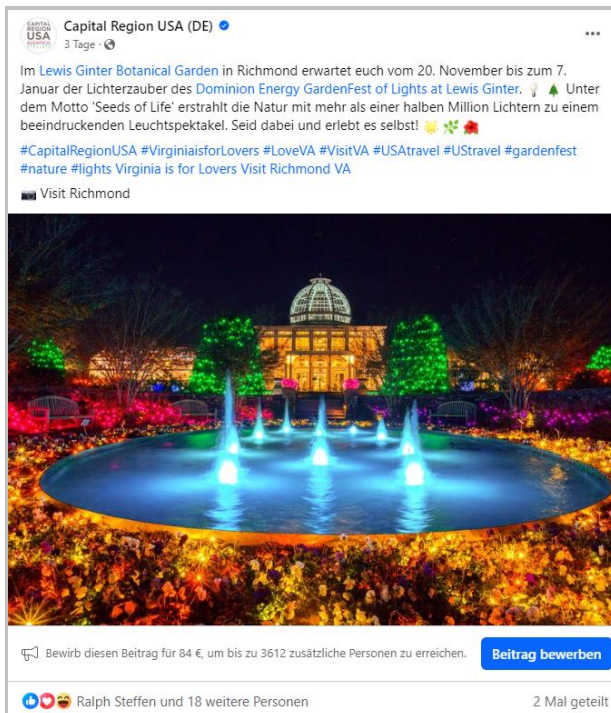 CAPITAL
REGION
USA
Capital Region USA (DE)
3 Tage ·
Im Lewis Ginter Botanical Garden in Richmond erwartet euch vom 20. November bis zum 7.
Januar der Lichterzauber des Dominion Energy GardenFest of Lights at Lewis Ginter. 💡 🌲 Unter
dem Motto 'Seeds of Life' erstrahlt die Natur mit mehr als einer halben Million Lichtern zu einem
beeindruckenden Leuchtspektakel. Seid dabei und erlebt es selbst! 🌟 🌿 🌺
#CapitalRegionUSA #VirginiaisforLovers #LoveVA #VisitVA #USAtravel #UStravel #gardenfest
#nature #lights Virginia is for Lovers Visit Richmond VA
📷 Visit Richmond
Bewirb diesen Beitrag für 84 €, um bis zu 3612 zusätzliche Personen zu erreichen.
Beitrag bewerben
Ralph Steffen und 18 weitere Personen
2 Mal geteilt